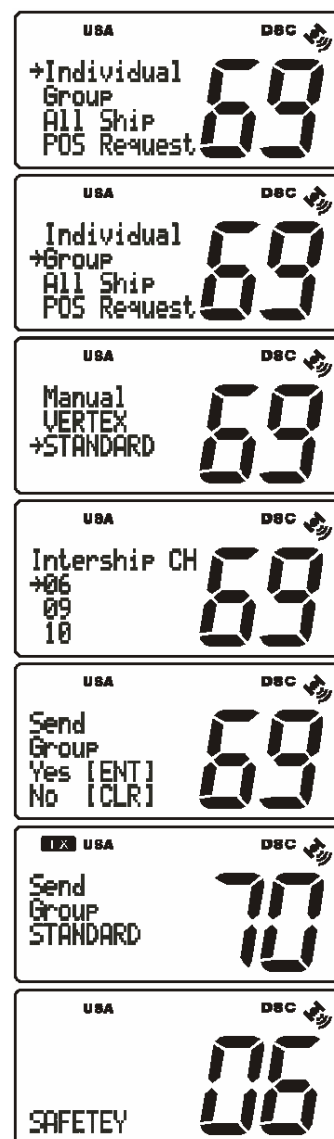 USA DSC
→Individual
Group
All Ship
POS Request
69
USA DSC
Individual
→Group
All Ship
POS Request
69
USA DSC
Manual
VERTEX
→STANDARD
69
USA DSC
Intership CH
→06
09
10
69
USA DSC
Send
Group
Yes [ENT]
No [CLR]
69
TX USA DSC
Send
Group
STANDARD
70
USA DSC
06
SAFETEY